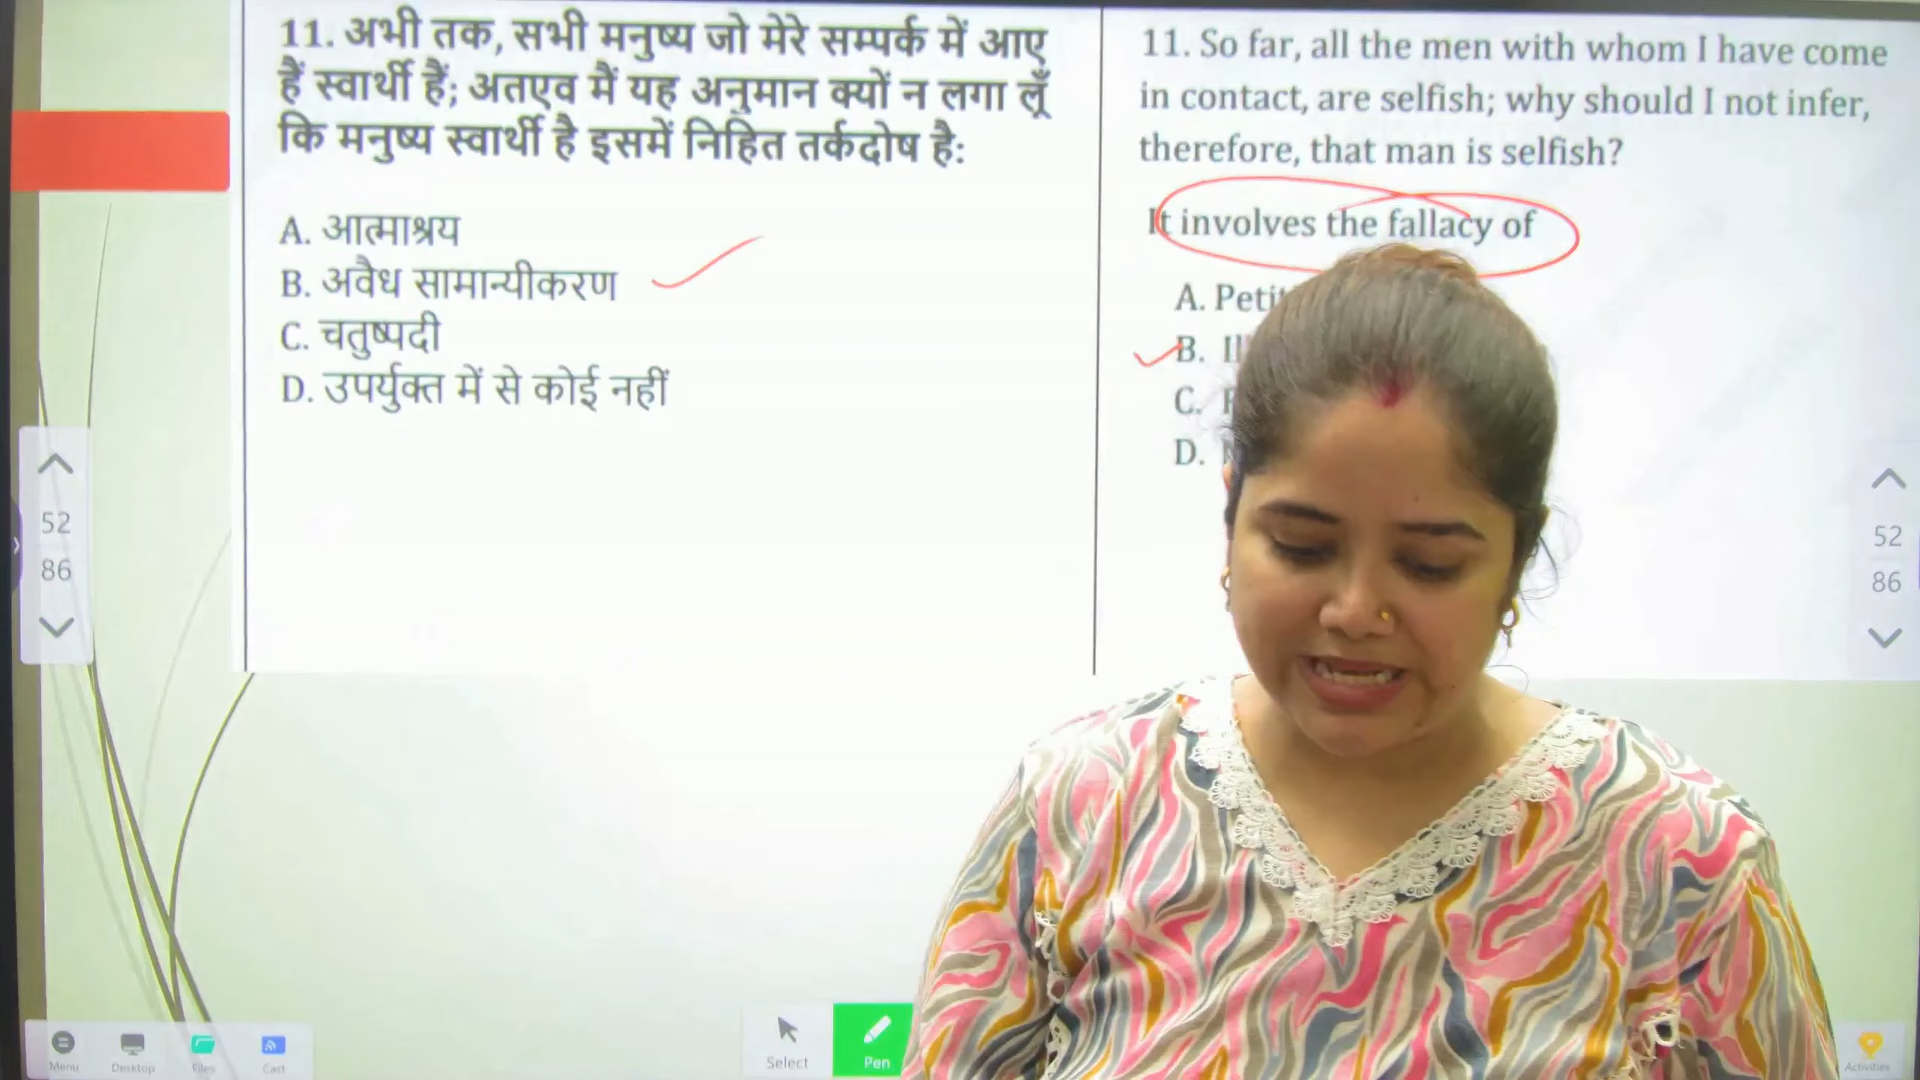 11. अभी तक, सभी मनुष्य जो मेरे सम्पर्क में आए
हैं स्वार्थी हैं; अतएव मैं यह अनुमान क्यों न लगा लूँ
कि मनुष्य स्वार्थी है इसमें निहित तर्कदोष है:
A. आत्माश्रय
B. अवैध सामान्यीकरण
C. चतुष्पदी
D. उपर्युक्त में से कोई नहीं
11. So far, all the men with whom I have come
in contact, are selfish; why should I not infer,
therefore, that man is selfish?
It involves the fallacy of
A.
B.
C.
D.
52
86
52
86
Menu
Desktop
Files
Cast
Select
Pen
Activities